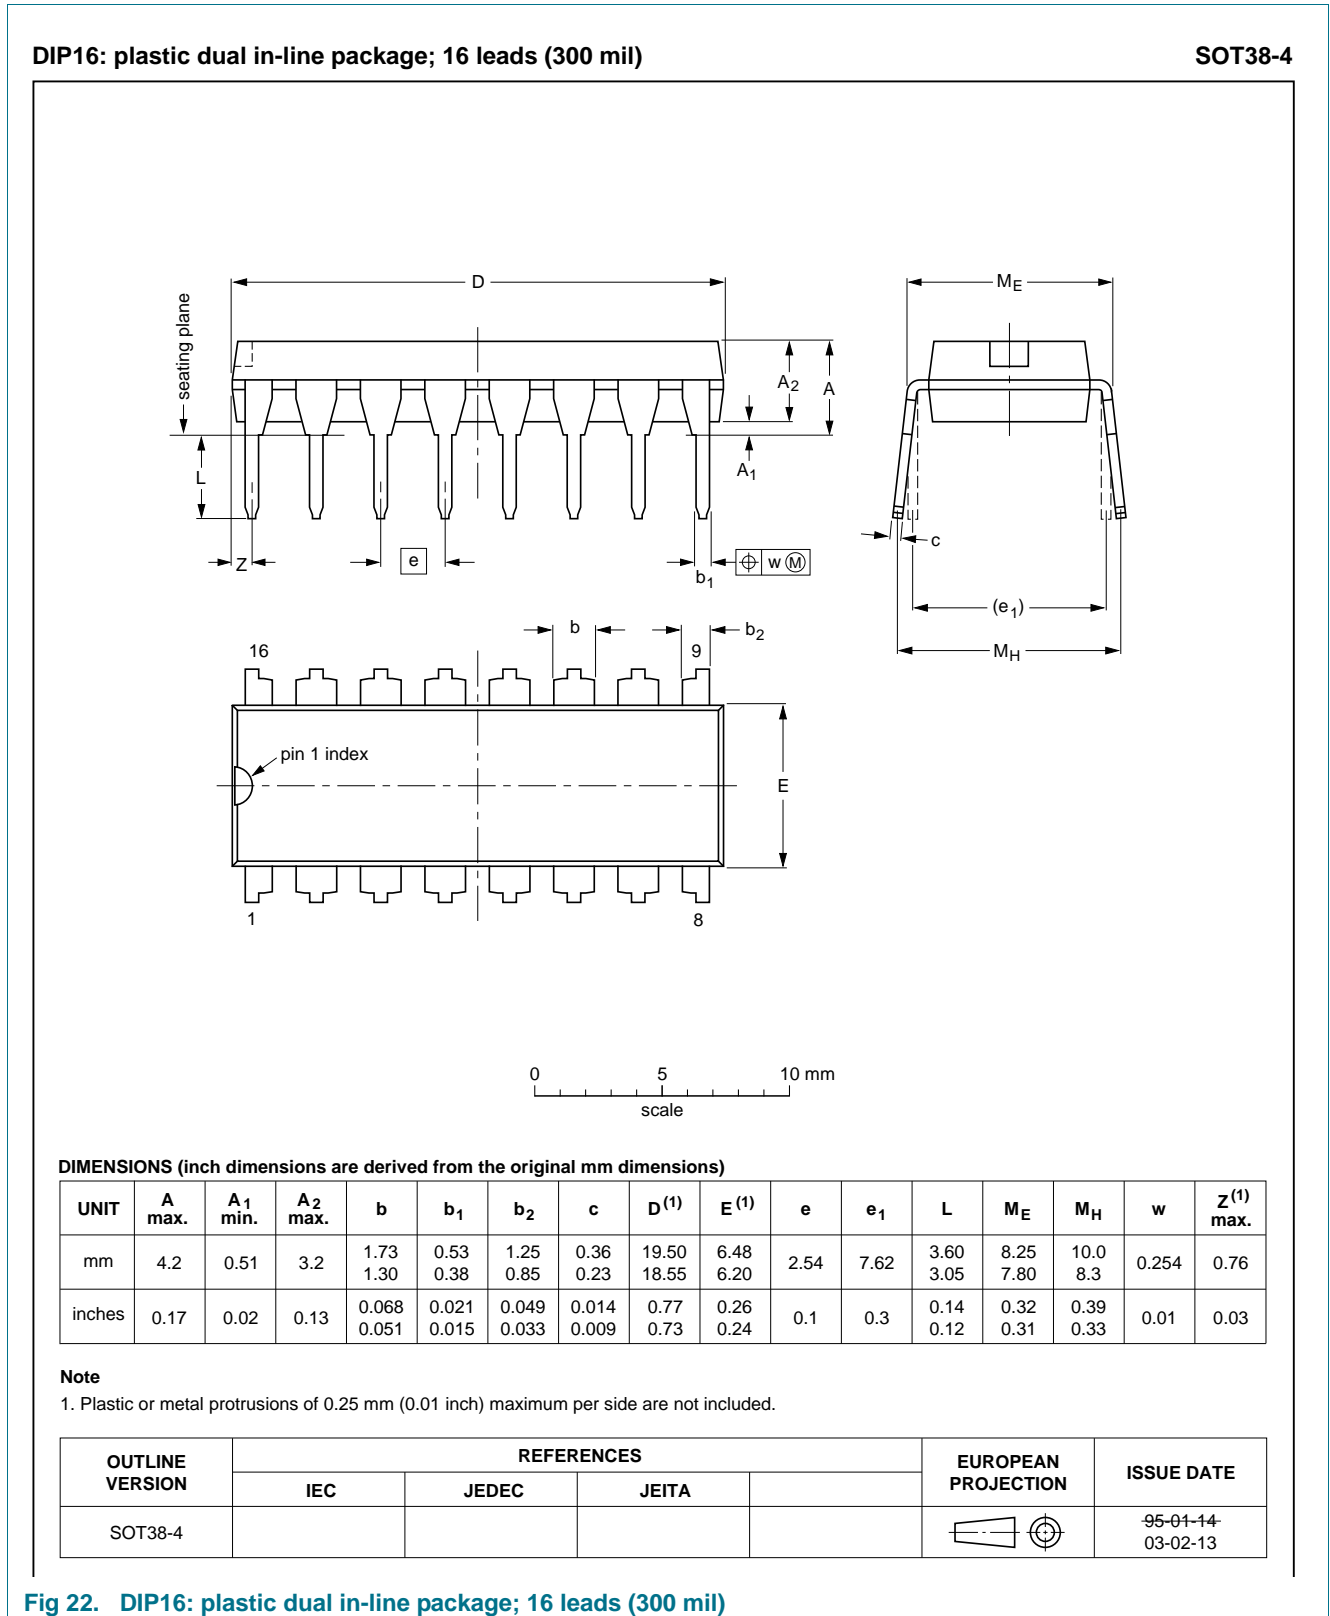 DIP16: plastic dual in-line package; 16 leads (300 mil) SOT38-4
D
ME
seating plane
A2
A
A1
L
Z
e
b1
w M
c
(e1)
MH
b
b2
16
9
pin 1 index
E
1
8
0 5 10 mm
scale
DIMENSIONS (inch dimensions are derived from the original mm dimensions)
UNIT A max. A1 min. A2 max. b b1 b2 c D(1) E(1) e e1 L ME MH w Z(1) max.
mm 4.2 0.51 3.2 1.73 1.30 0.53 0.38 1.25 0.85 0.36 0.23 19.50 18.55 6.48 6.20 2.54 7.62 3.60 3.05 8.25 7.80 10.0 8.3 0.254 0.76
inches 0.17 0.02 0.13 0.068 0.051 0.021 0.015 0.049 0.033 0.014 0.009 0.77 0.73 0.26 0.24 0.1 0.3 0.14 0.12 0.32 0.31 0.39 0.33 0.01 0.03
Note
1. Plastic or metal protrusions of 0.25 mm (0.01 inch) maximum per side are not included.
OUTLINE VERSION REFERENCES EUROPEAN PROJECTION ISSUE DATE
IEC JEDEC JEITA
SOT38-4 95-01-14
03-02-13
Fig 22. DIP16: plastic dual in-line package; 16 leads (300 mil)